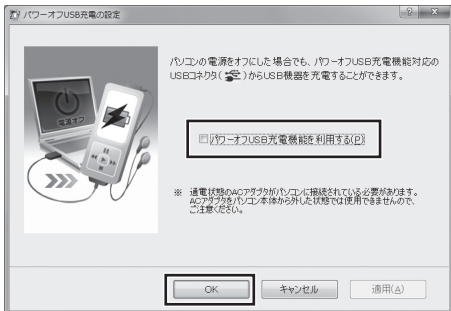 パワーオフUSB充電の設定
パソコンの電源をオフにした場合でも、パワーオフUSB充電機能対応の
USBコネクタ( )からUSB機器を充電することができます。
電源オフ
パワーオフUSB充電機能を利用する(P)
※ 通電状態のACアダプタがパソコンに接続されている必要があります。
ACアダプタをパソコン本体から外した状態では使用できませんので、
ご注意ください。
OK キャンセル 適用(A)